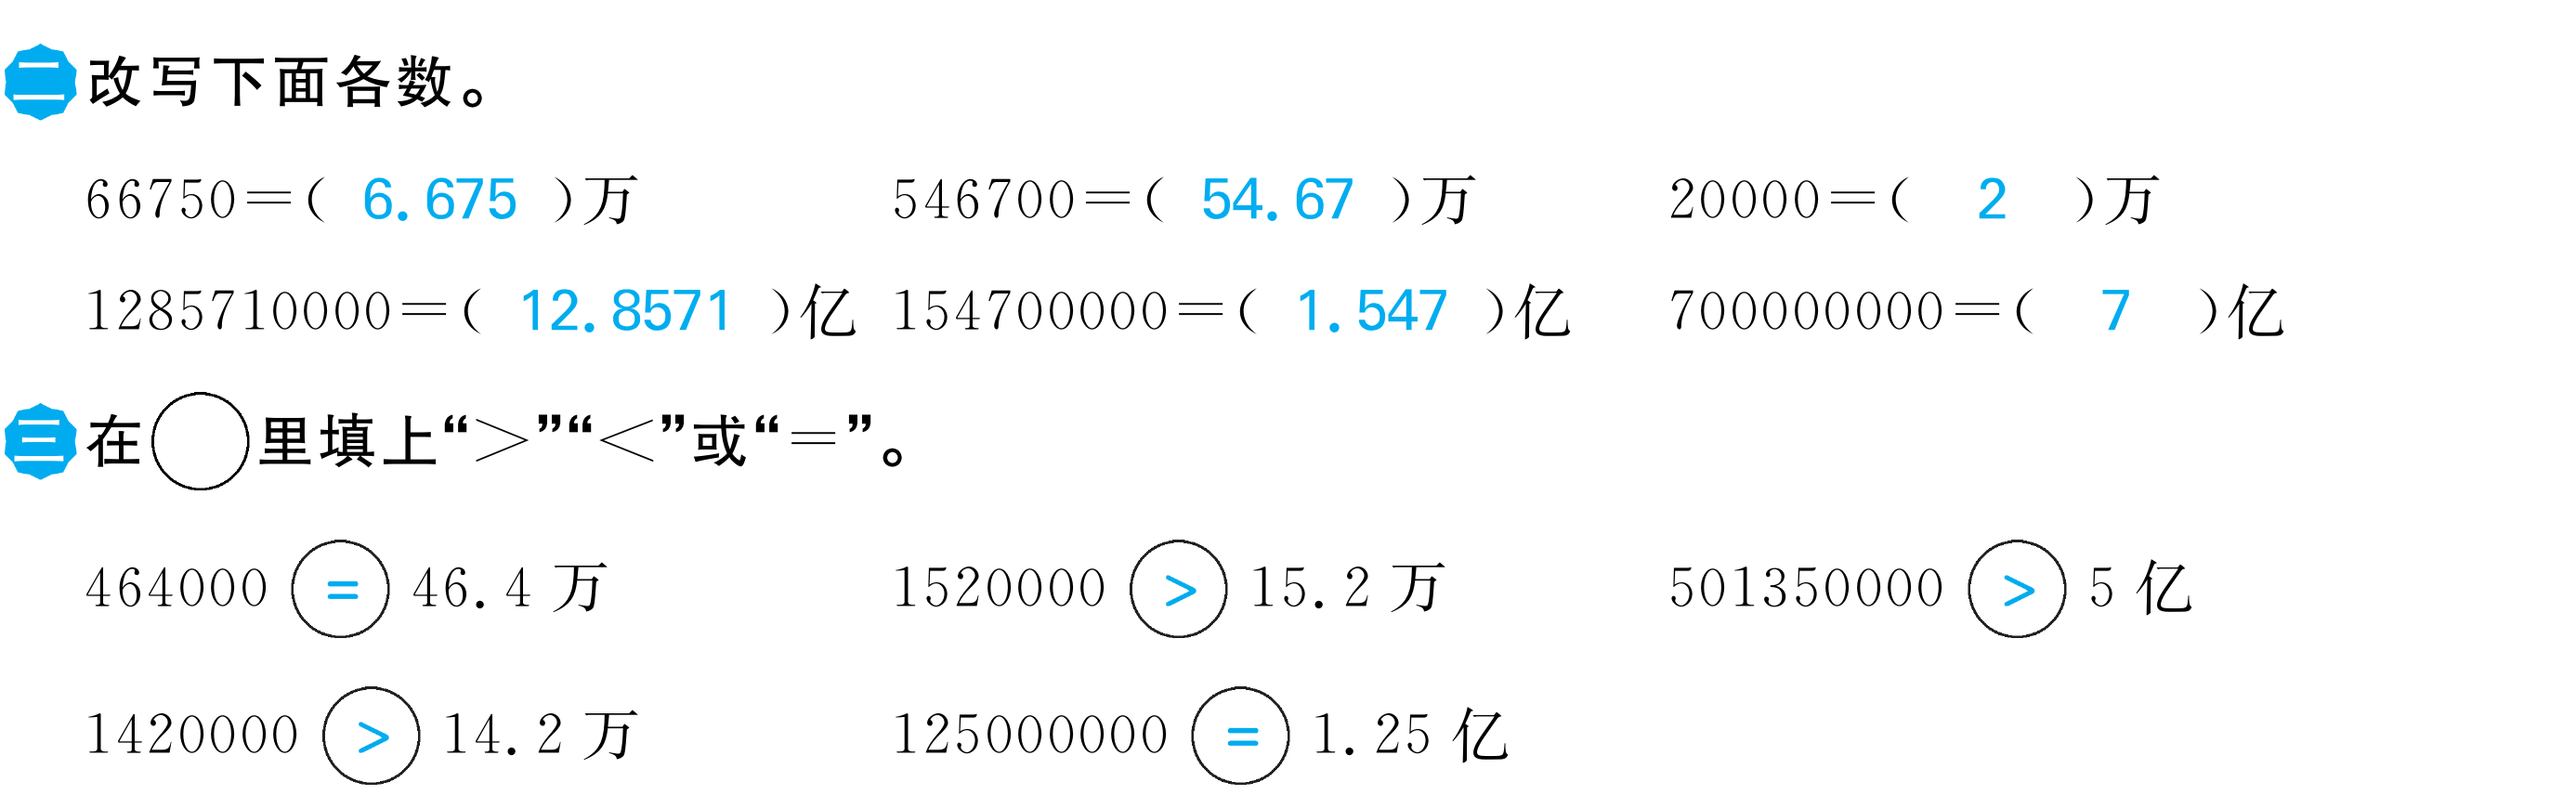 二 改写下面各数。
66750=( 6.675 )万 546700=( 54.67 )万 20000=( 2 )万
1285710000=( 12.8571 )亿 154700000=( 1.547 )亿 700000000=( 7 )亿
三 在○里填上“>”“<”或“=”。
464000 = 46.4 万 1520000 > 15.2 万 501350000 > 5 亿
1420000 > 14.2 万 125000000 = 1.25 亿